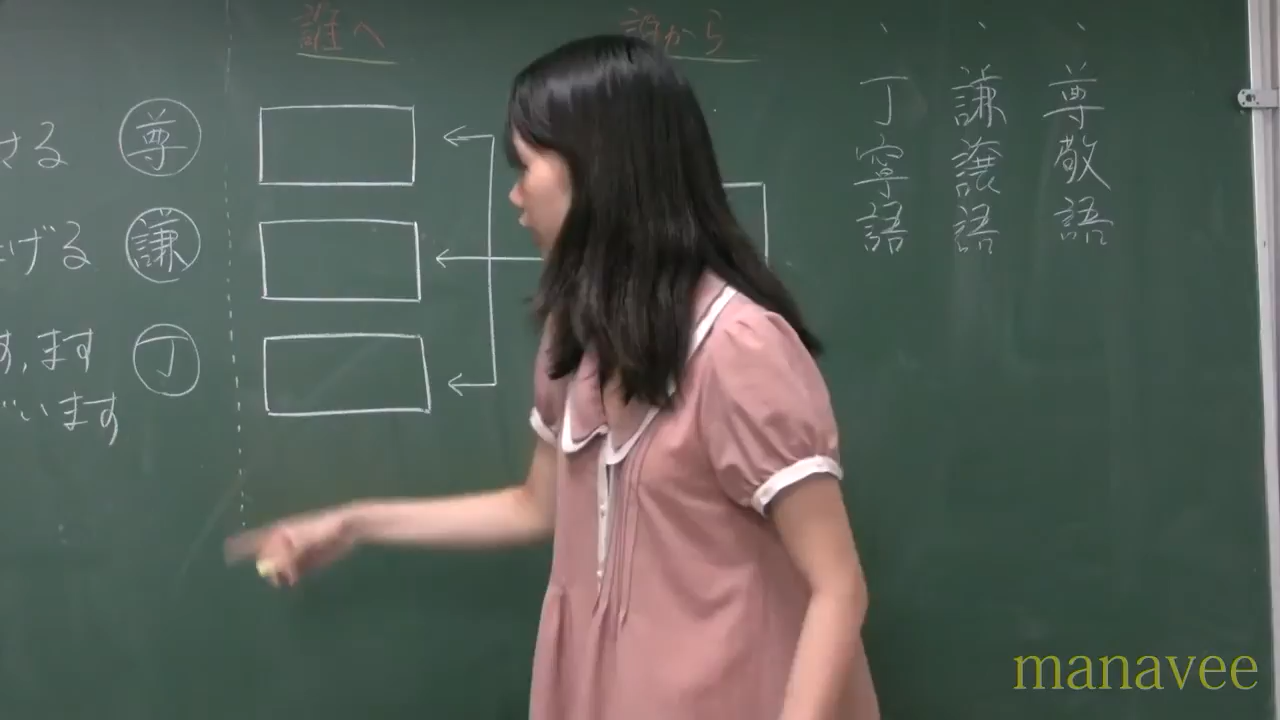 尊敬語
謙譲語
丁寧語
誰から
誰へ
尊
謙
丁
さる
げる
す、ます
います
manavee